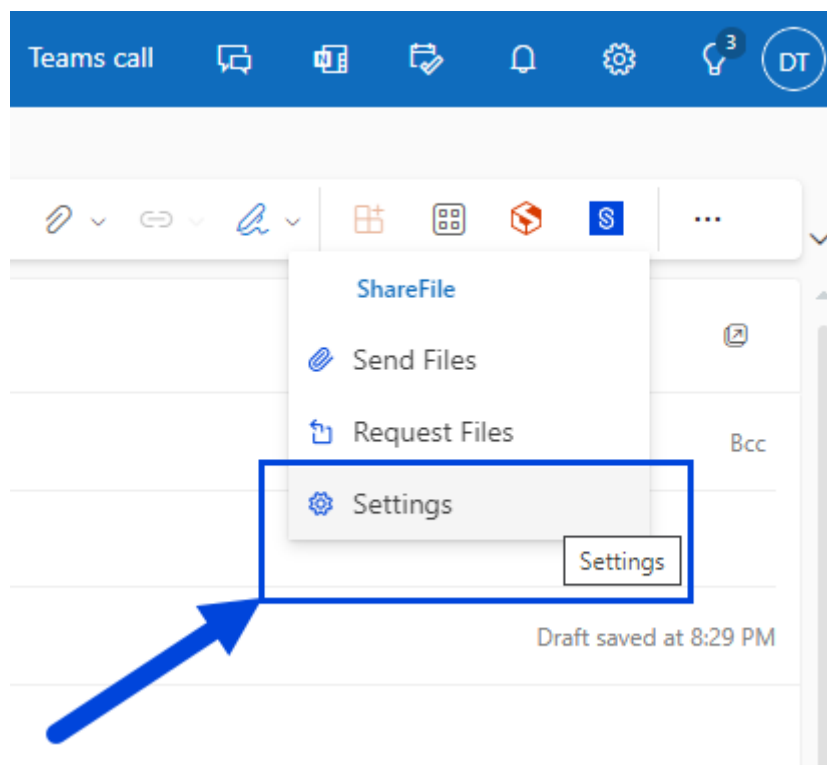 Teams call
3
DT
S
ShareFile
Send Files
Request Files
Bcc
Settings
Settings
Draft saved at 8:29 PM